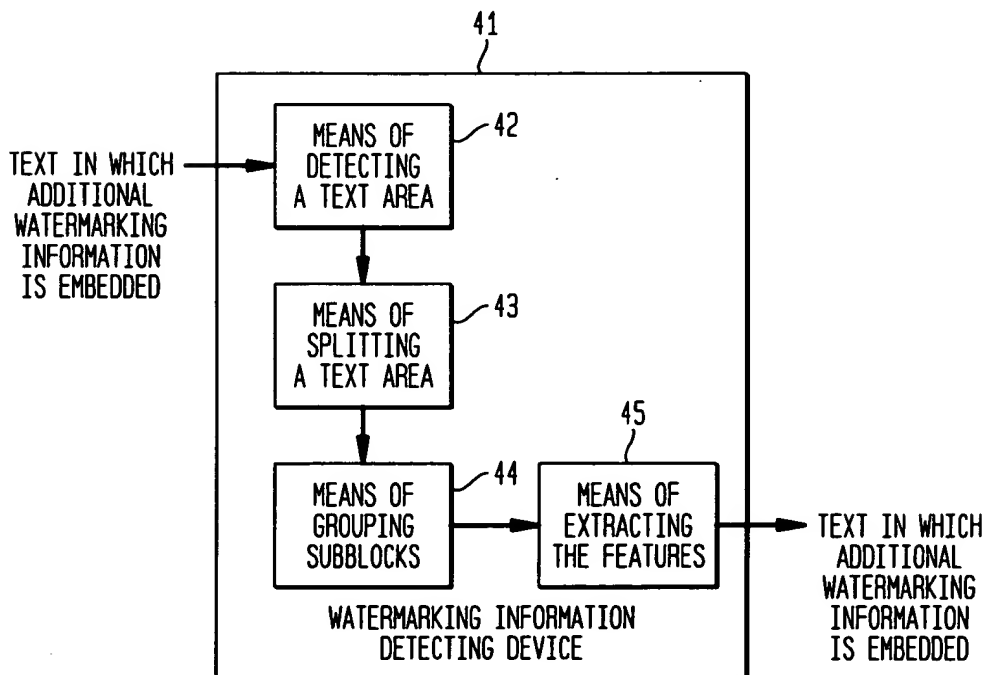 41
MEANS OF
DETECTING
A TEXT AREA
42
TEXT IN WHICH
ADDITIONAL
WATERMARKING
INFORMATION
IS EMBEDDED
MEANS OF
SPLITTING
A TEXT AREA
43
MEANS OF
GROUPING
SUBBLOCKS
44
45
MEANS OF
EXTRACTING
THE FEATURES
TEXT IN WHICH
ADDITIONAL
WATERMARKING
INFORMATION
IS EMBEDDED
WATERMARKING INFORMATION
DETECTING DEVICE